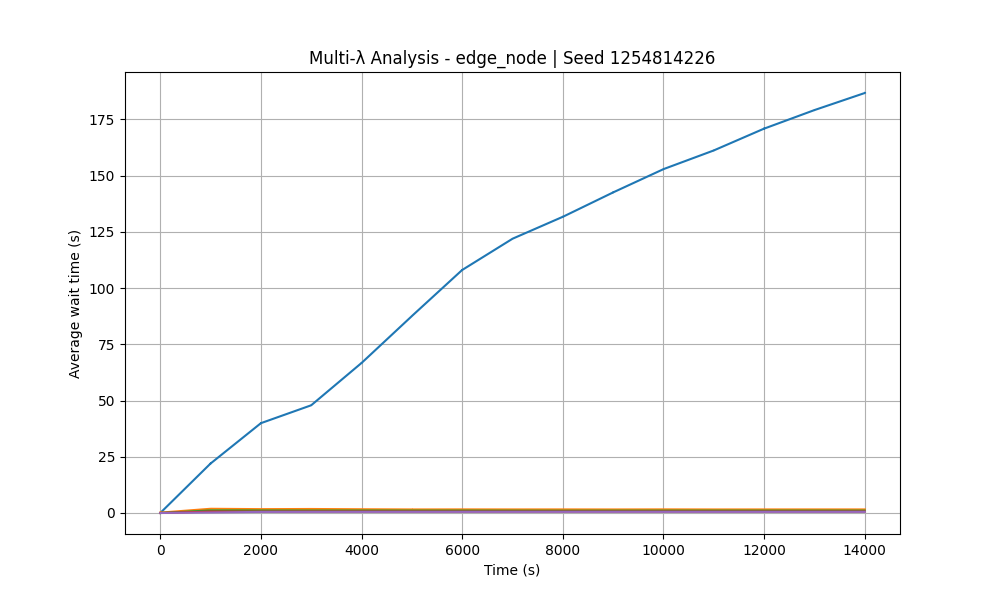 Multi-λ Analysis - edge_node | Seed 1254814226
Average wait time (s)
175
150
125
100
75
50
25
0
0 2000 4000 6000 8000 10000 12000 14000
Time (s)